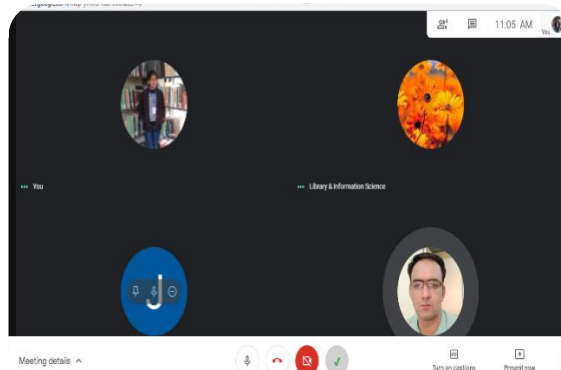 11:05 AM
You
You
Library & Information Science
J
Meeting details
Turn on captions
Present now